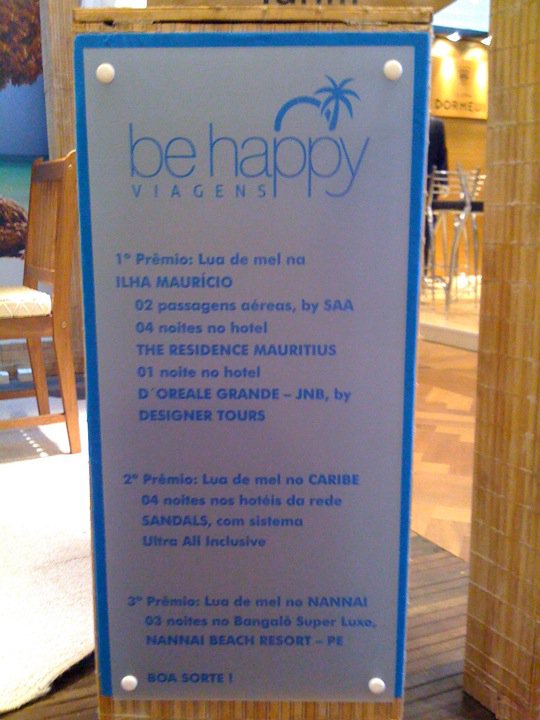 be happy
VIAGENS
1º Prêmio: Lua de mel na
ILHA MAURÍCIO
02 passagens aéreas, by SAA
04 noites no hotel
THE RESIDENCE MAURITIUS
01 noite no hotel
D´OREALE GRANDE – JNB, by
DESIGNER TOURS
2º Prêmio: Lua de mel no CARIBE
04 noites nos hotéis da rede
SANDALS, com sistema
Ultra All Inclusive
3º Prêmio: Lua de mel no NANNAI
03 noites no Bangalô Super Luxo,
NANNAI BEACH RESORT – PE
BOA SORTE !
DORMEU